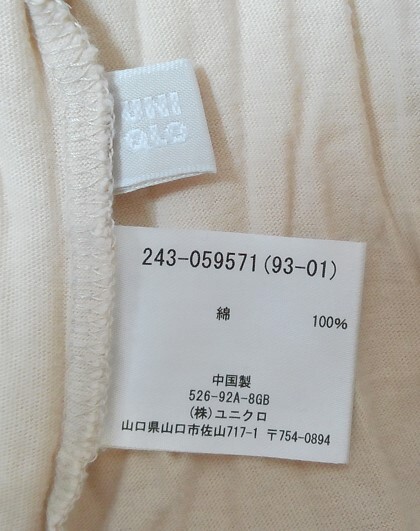 UNI
QLO
243-059571(93-01)
綿 100%
中国製
526-92A-8GB
(株)ユニクロ
山口県山口市佐山717-1 〒754-0894